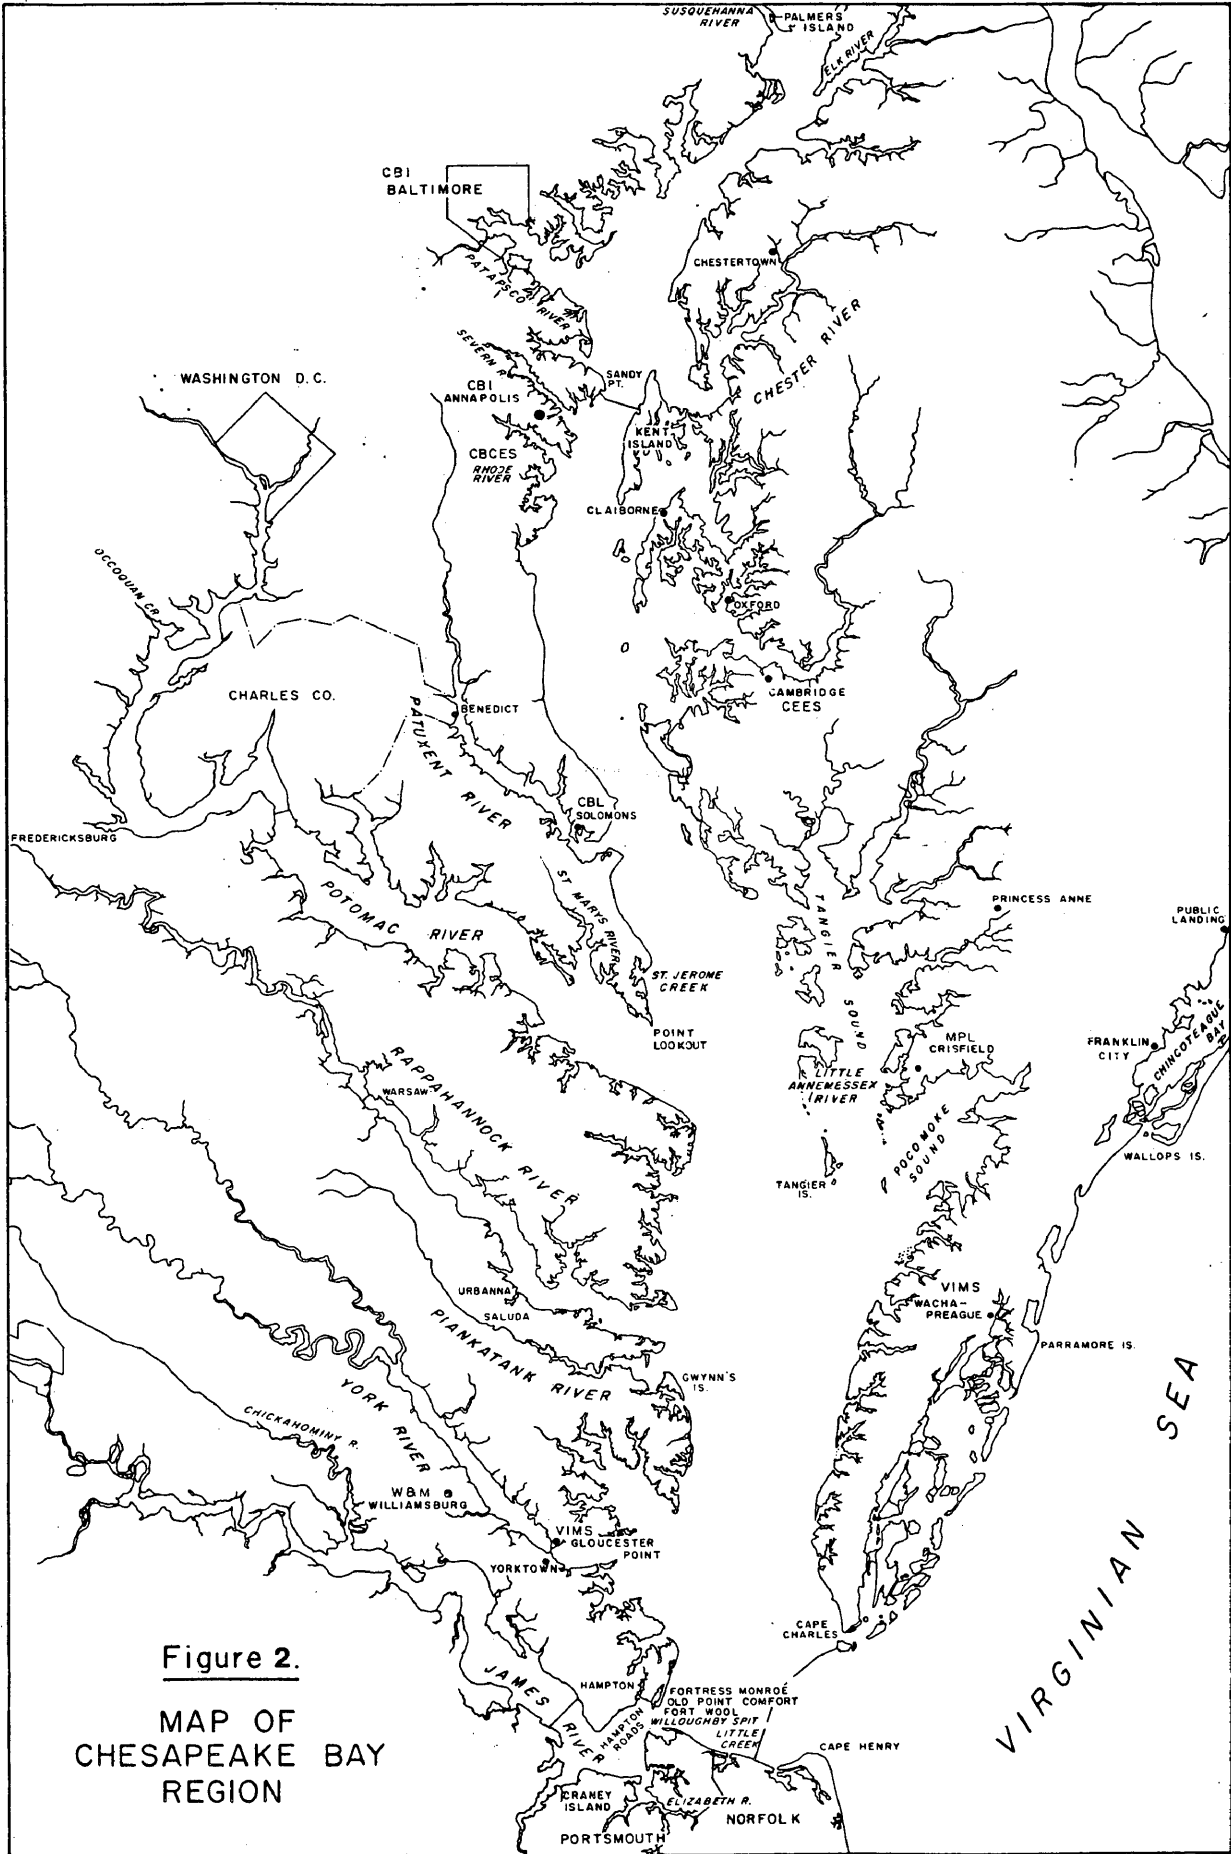 SUSQUEHANNA
RIVER
PALMERS
ISLAND
ELK RIVER
CBI
BALTIMORE
PATAPSCO RIVER
CHESTERTOWN
CHESTER RIVER
SEVERN R.
SANDY
PT.
WASHINGTON D.C.
CBI
ANNAPOLIS
KENT
ISLAND
CBCES
RHODE
RIVER
CLAIBORNE
OCCOQUAN CR.
OXFORD
CHARLES CO.
CAMBRIDGE
CEES
BENEDICT
PATUXENT RIVER
CBL
SOLOMONS
FREDERICKSBURG
POTOMAC RIVER
ST MARYS RIVER
TANGIER SOUND
PRINCESS ANNE
PUBLIC
LANDING
ST. JEROME
CREEK
POINT
LOOKOUT
MPL
CRISFIELD
FRANKLIN
CITY
CHINCOTEAGUE
BAY
LITTLE
ANNEMESSEX
RIVER
RAPPAHANNOCK RIVER
WARSAW
POCOMOKE
SOUND
WALLOPS IS.
TANGIER
IS.
URBANNA
SALUDA
VIMS
WACHA-
PREAGUE
PARRAMORE IS.
PIANKATANK RIVER
GWYNN'S
IS.
YORK RIVER
CHICKAHOMINY R.
W&M
WILLIAMSBURG
VIMS
GLOUCESTER
POINT
YORKTOWN
VIRGINIAN SEA
CAPE
CHARLES
Figure 2.
MAP OF
CHESAPEAKE BAY
REGION
JAMES RIVER
HAMPTON
HAMPTON
ROADS
FORTRESS MONROE
OLD POINT COMFORT
FORT WOOL
WILLOUGHBY SPIT
LITTLE
CREEK
CAPE HENRY
CRANEY
ISLAND
ELIZABETH R.
NORFOLK
PORTSMOUTH